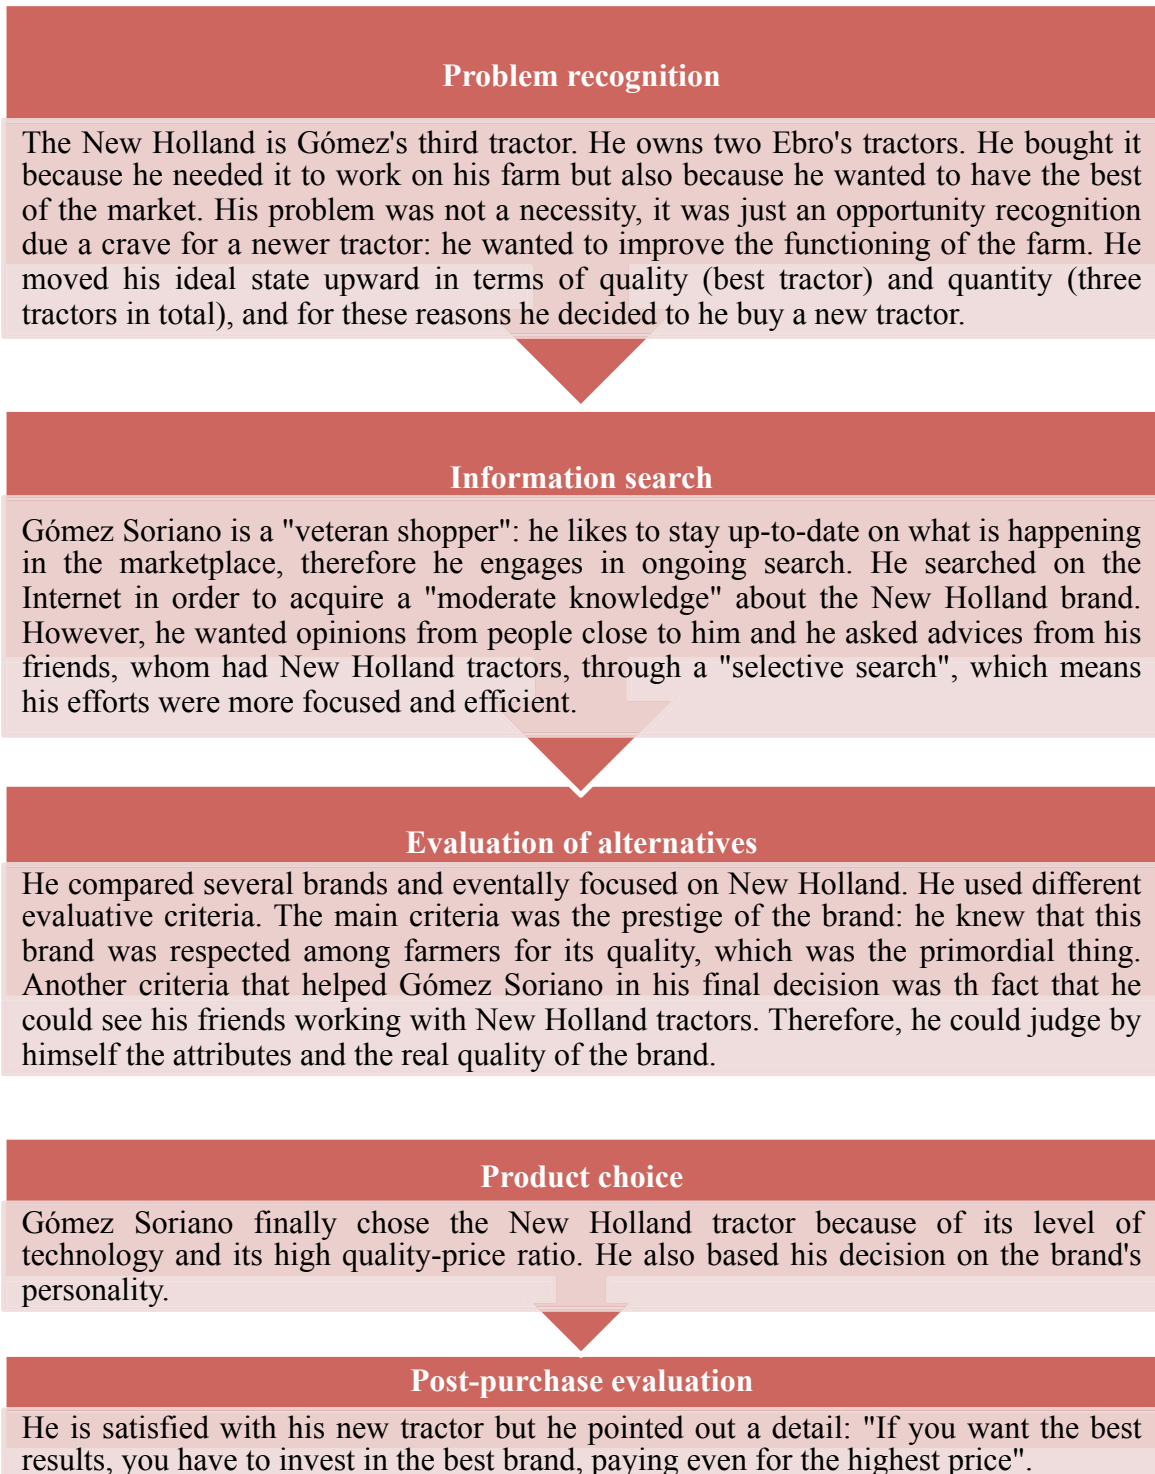 Problem recognition
The New Holland is Gómez's third tractor. He owns two Ebro's tractors. He bought it
because he needed it to work on his farm but also because he wanted to have the best
of the market. His problem was not a necessity, it was just an opportunity recognition
due a crave for a newer tractor: he wanted to improve the functioning of the farm. He
moved his ideal state upward in terms of quality (best tractor) and quantity (three
tractors in total), and for these reasons he decided to he buy a new tractor.
Information search
Gómez Soriano is a "veteran shopper": he likes to stay up-to-date on what is happening
in the marketplace, therefore he engages in ongoing search. He searched on the
Internet in order to acquire a "moderate knowledge" about the New Holland brand.
However, he wanted opinions from people close to him and he asked advices from his
friends, whom had New Holland tractors, through a "selective search", which means
his efforts were more focused and efficient.
Evaluation of alternatives
He compared several brands and eventally focused on New Holland. He used different
evaluative criteria. The main criteria was the prestige of the brand: he knew that this
brand was respected among farmers for its quality, which was the primordial thing.
Another criteria that helped Gómez Soriano in his final decision was th fact that he
could see his friends working with New Holland tractors. Therefore, he could judge by
himself the attributes and the real quality of the brand.
Product choice
Gómez Soriano finally chose the New Holland tractor because of its level of
technology and its high quality-price ratio. He also based his decision on the brand's
personality.
Post-purchase evaluation
He is satisfied with his new tractor but he pointed out a detail: "If you want the best
results, you have to invest in the best brand, paying even for the highest price".